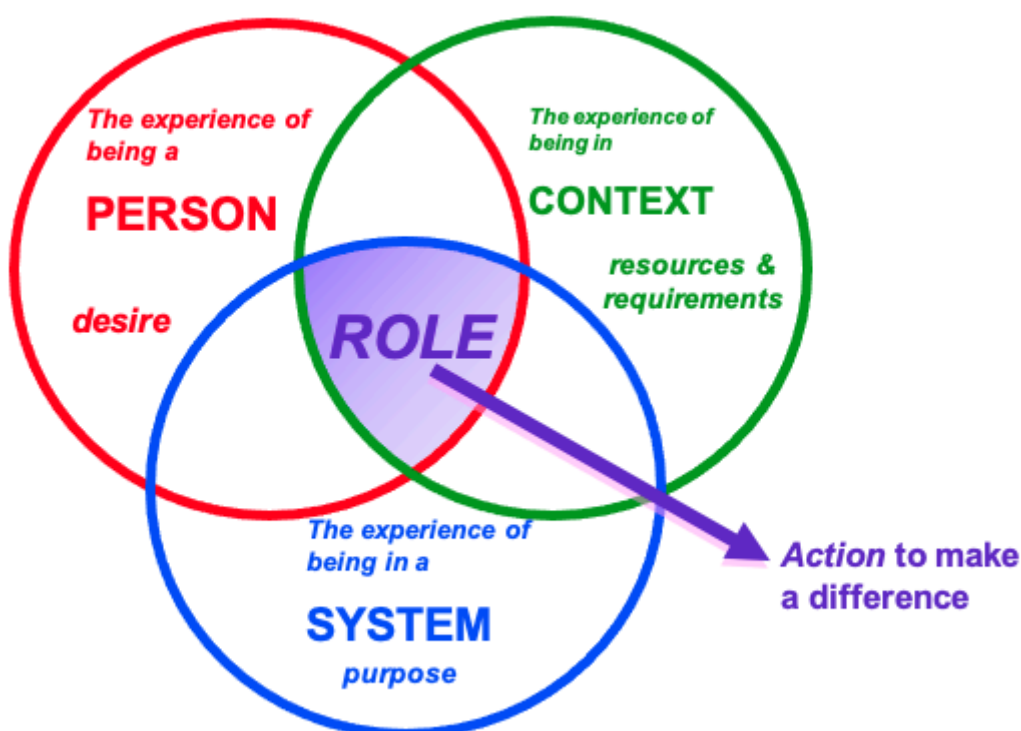 The experience of
being a
PERSON
desire
The experience of
being in
CONTEXT
resources &
requirements
ROLE
The experience of
being in a
SYSTEM
purpose
Action to make
a difference